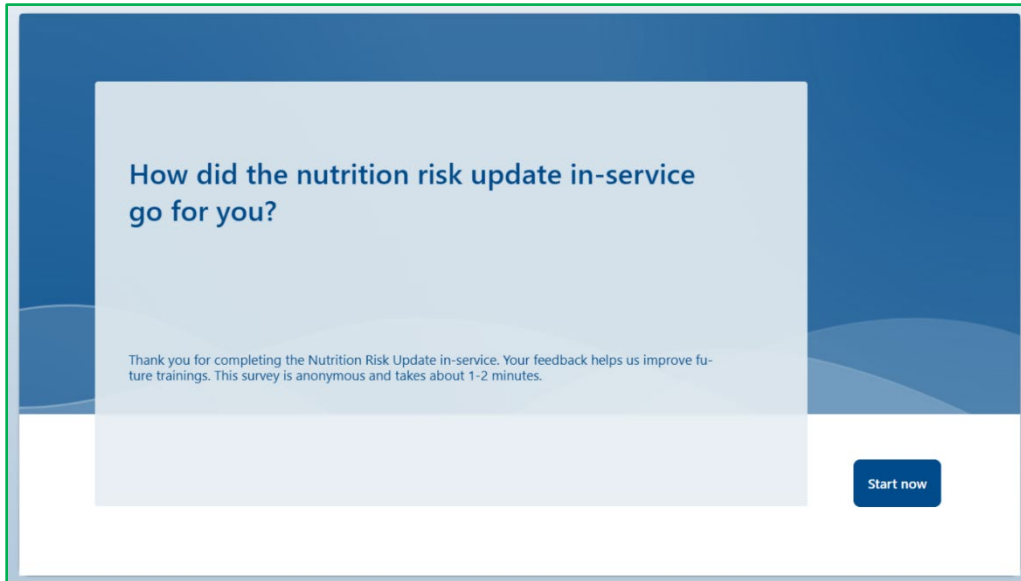 How did the nutrition risk update in-service
go for you?
Thank you for completing the Nutrition Risk Update in-service. Your feedback helps us improve fu-
ture trainings. This survey is anonymous and takes about 1-2 minutes.
Start now